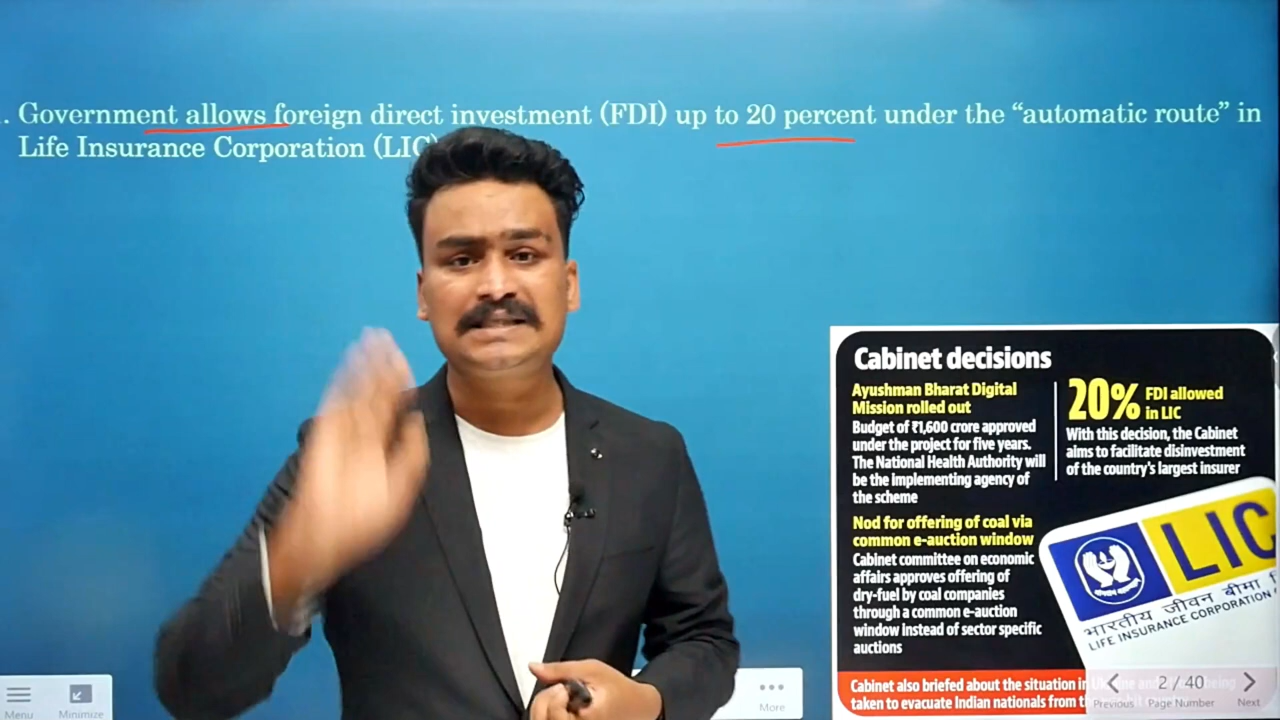 . Government allows foreign direct investment (FDI) up to 20 percent under the “automatic route” in
Life Insurance Corporation (LIC)
Cabinet decisions
Ayushman Bharat Digital
Mission rolled out
Budget of ₹1,600 crore approved
under the project for five years.
The National Health Authority will
be the implementing agency of
the scheme
Nod for offering of coal via
common e-auction window
Cabinet committee on economic
affairs approves offering of
dry-fuel by coal companies
through a common e-auction
window instead of sector specific
auctions
20% FDI allowed
in LIC
With this decision, the Cabinet
aims to facilitate disinvestment
of the country's largest insurer
LIC
भारतीय जीवन बीमा
LIFE INSURANCE CORPORATION
Cabinet also briefed about the situation in
taken to evacuate Indian nationals from
Menu
Minimize
More
Previous
2 / 40
Page Number
Next